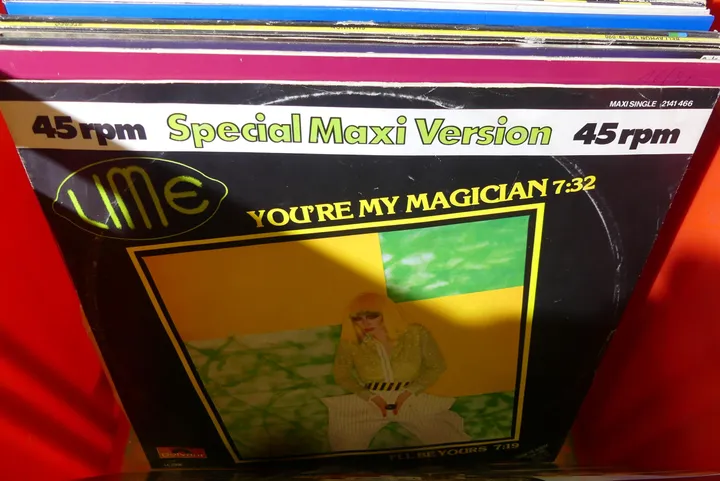 MAXI SINGLE 2141 466
45 rpm Special Maxi Version 45 rpm
LIME
YOU'RE MY MAGICIAN 7:32
I'LL BE YOURS 7:19